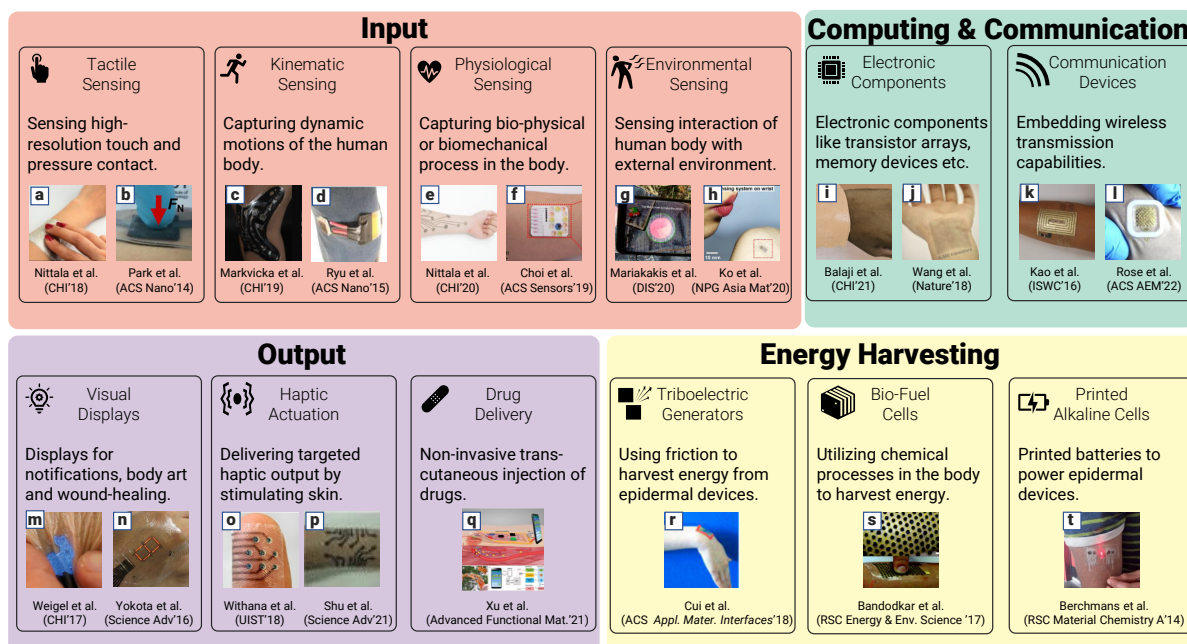 Input
Tactile
Sensing
Sensing high-
resolution touch and
pressure contact.
a
Nittala et al.
(CHI'18)
b
F_N
Park et al.
(ACS Nano'14)
Kinematic
Sensing
Capturing dynamic
motions of the human
body.
c
Markvicka et al.
(CHI'19)
d
Ryu et al.
(ACS Nano'15)
Physiological
Sensing
Capturing bio-physical
or biomechanical
process in the body.
e
Nittala et al.
(CHI'20)
f
Choi et al.
(ACS Sensors'19)
Environmental
Sensing
Sensing interaction of
human body with
external environment.
g
Mariakakis et al.
(DIS'20)
h
sing system on wrist
Ko et al.
(NPG Asia Mat'20)
Computing & Communication
Electronic
Components
Electronic components
like transistor arrays,
memory devices etc.
i
Balaji et al.
(CHI'21)
j
Wang et al.
(Nature'18)
Communication
Devices
Embedding wireless
transmission
capabilities.
k
Kao et al.
(ISWC'16)
l
Rose et al.
(ACS AEM'22)
Output
Visual
Displays
Displays for
notifications, body art
and wound-healing.
m
Weigel et al.
(CHI'17)
n
Yokota et al.
(Science Adv'16)
Haptic
Actuation
Delivering targeted
haptic output by
stimulating skin.
o
Withana et al.
(UIST'18)
p
Shu et al.
(Science Adv'21)
Drug
Delivery
Non-invasive trans-
cutaneous injection of
drugs.
q
Xu et al.
(Advanced Functional Mat.'21)
Energy Harvesting
Triboelectric
Generators
Using friction to
harvest energy from
epidermal devices.
r
Cui et al.
(ACS Appl. Mater. Interfaces'18)
Bio-Fuel
Cells
Utilizing chemical
processes in the body
to harvest energy.
s
Bandodkar et al.
(RSC Energy & Env. Science '17)
Printed
Alkaline Cells
Printed batteries to
power epidermal
devices.
t
Berchmans et al.
(RSC Material Chemistry A'14)